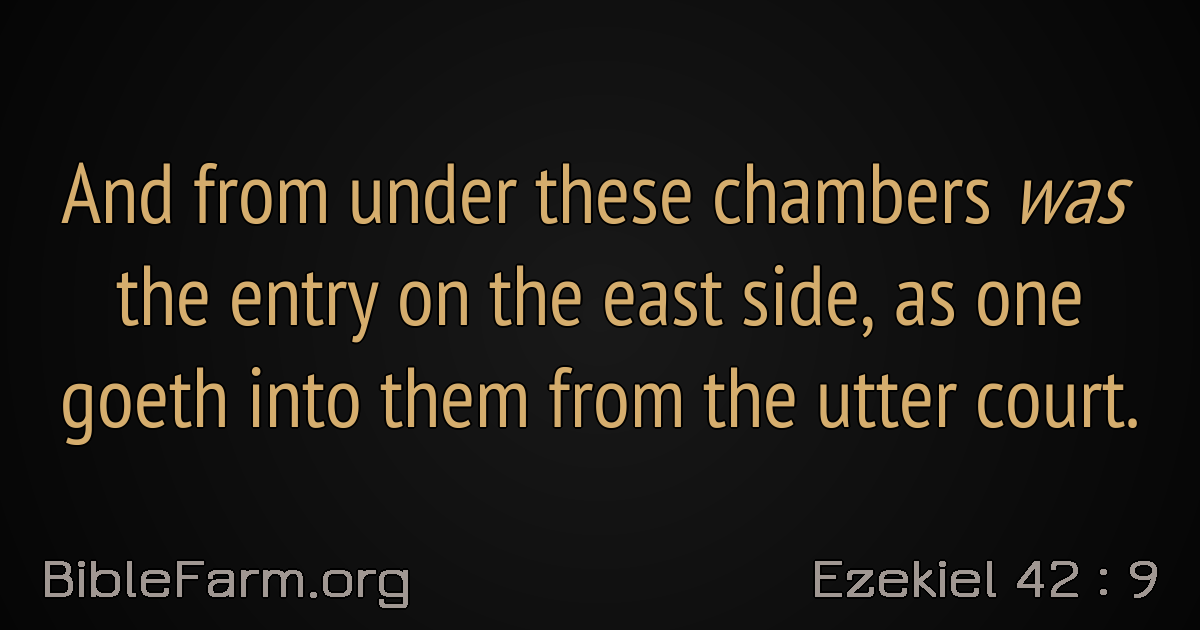 And from under these chambers was
the entry on the east side, as one
goeth into them from the utter court.
BibleFarm.org
Ezekiel 42 : 9